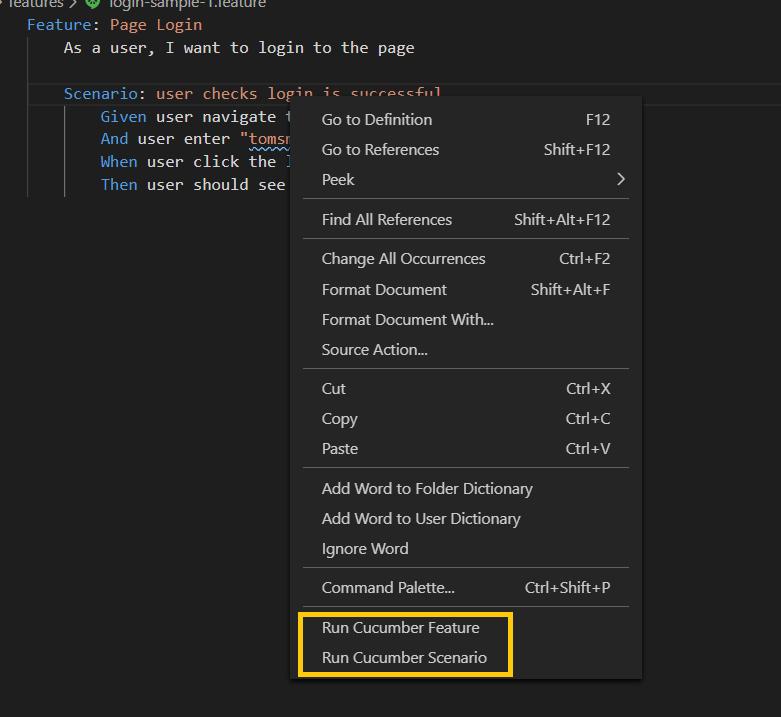 features > login-sample-1.feature
Feature: Page Login
As a user, I want to login to the page
Scenario: user checks login is successful
Given user navigate
And user enter "toms
When user click the
Then user should see
Go to Definition F12
Go to References Shift+F12
Peek
Find All References Shift+Alt+F12
Change All Occurrences Ctrl+F2
Format Document Shift+Alt+F
Format Document With...
Source Action...
Cut Ctrl+X
Copy Ctrl+C
Paste Ctrl+V
Add Word to Folder Dictionary
Add Word to User Dictionary
Ignore Word
Command Palette... Ctrl+Shift+P
Run Cucumber Feature
Run Cucumber Scenario